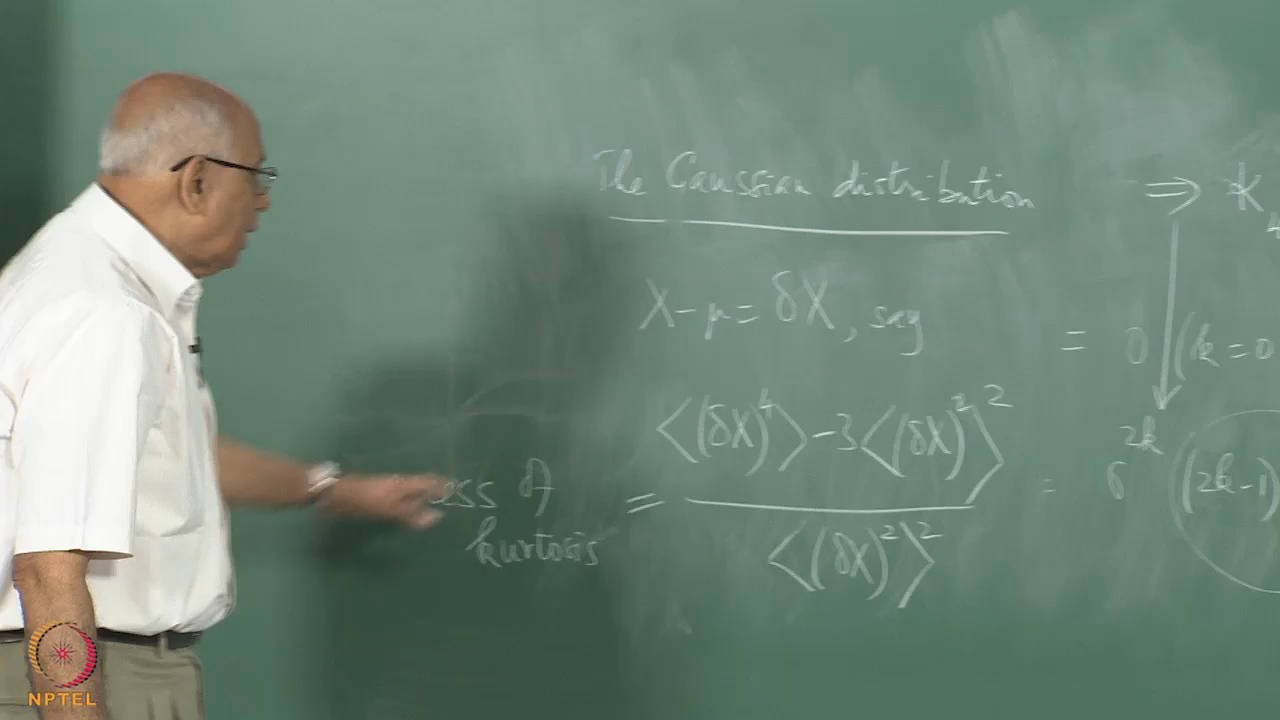 The Gaussian distribution
X - μ = δX, say
ess of kurtosis = (⟨(δX)^4⟩ - 3⟨(δX)^2⟩^2) / ⟨(δX)^2⟩^2
⇒ K
= 0 (k = 0
= σ^{2k} (2k-1)
NPTEL